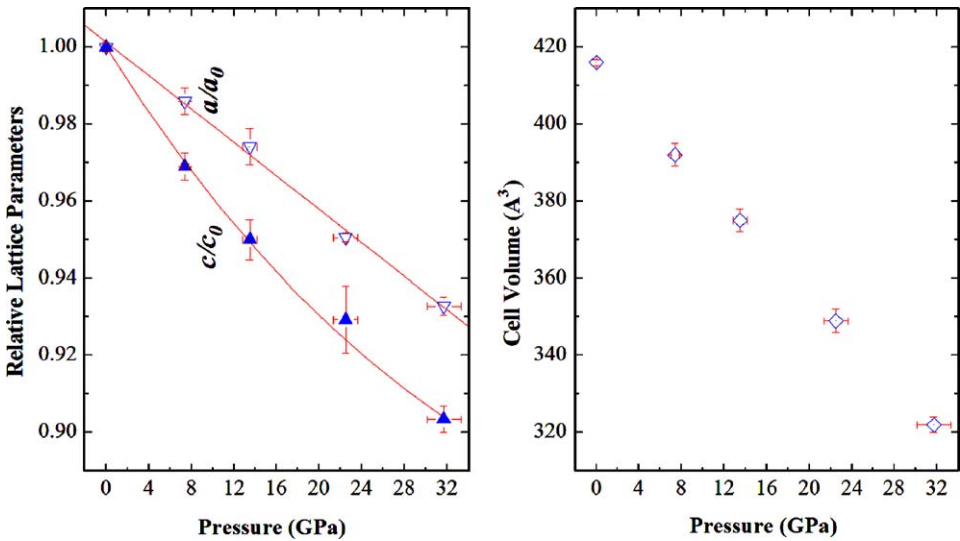 Relative Lattice Parameters
1.00
0.98
0.96
0.94
0.92
0.90
a/a0
c/c0
0 4 8 12 16 20 24 28 32
Pressure (GPa)
Cell Volume (A3)
420
400
380
360
340
320
0 4 8 12 16 20 24 28 32
Pressure (GPa)